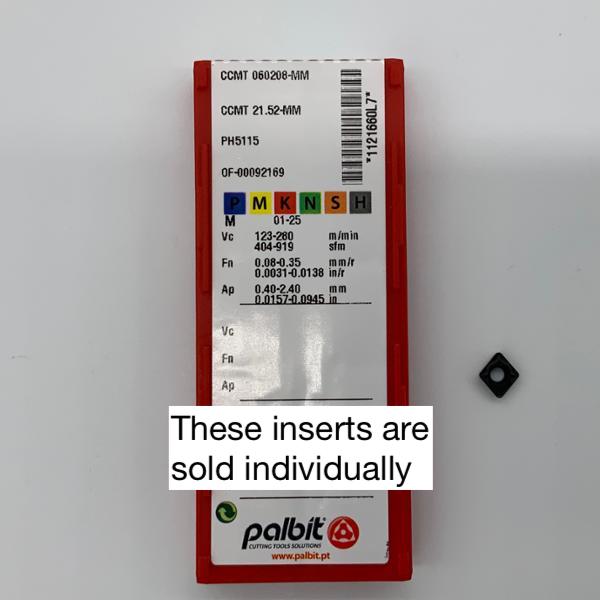 CCMT 060208-MM
CCMT 21.52-MM
PH5115
OF-00092169
*1121660L7*
P M K N S H
M 01-25
Vc 123-280 m/min
404-919 sfm
Fn 0.08-0.35 mm/r
0.0031-0.0138 in/r
Ap 0.40-2.40 mm
0.0157-0.0945 in
Vc
Fn
Ap
These inserts are
sold individually
palbit
CUTTING TOOLS SOLUTIONS
www.palbit.pt